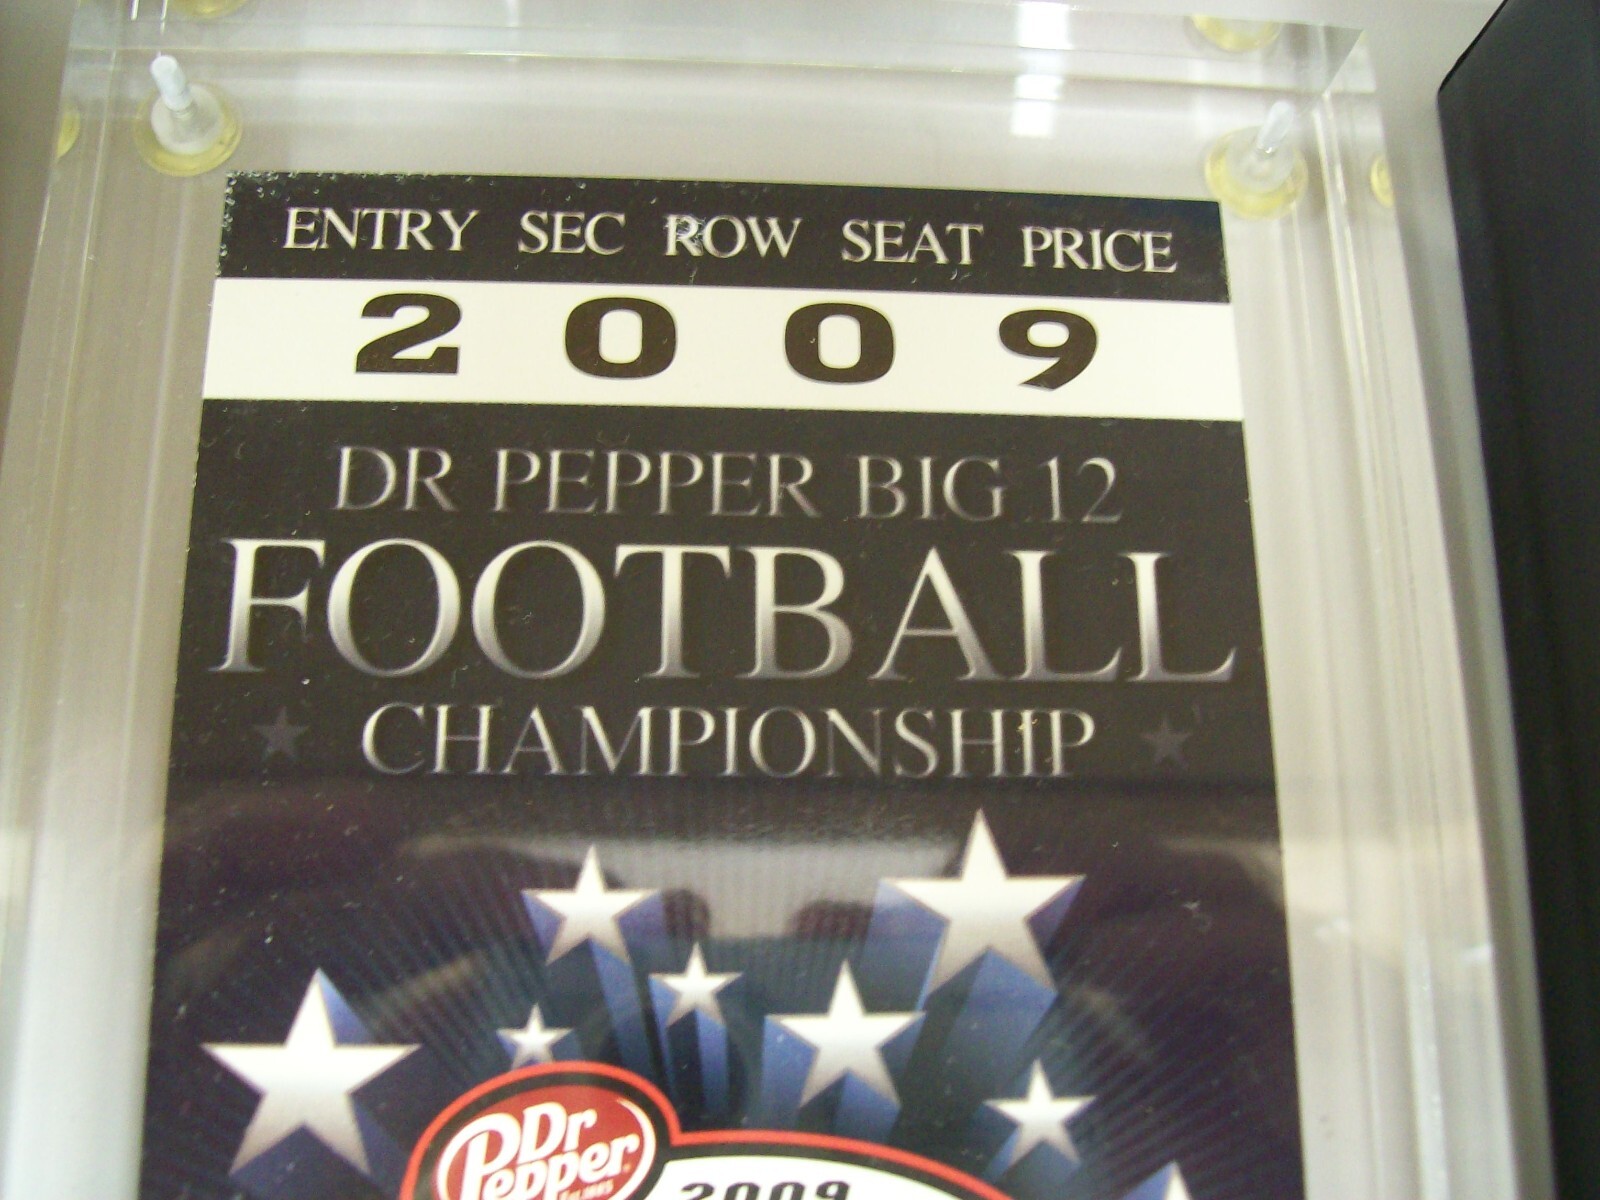 ENTRY SEC ROW SEAT PRICE
2009
DR PEPPER BIG 12
FOOTBALL
CHAMPIONSHIP
Dr
Pepper
2009